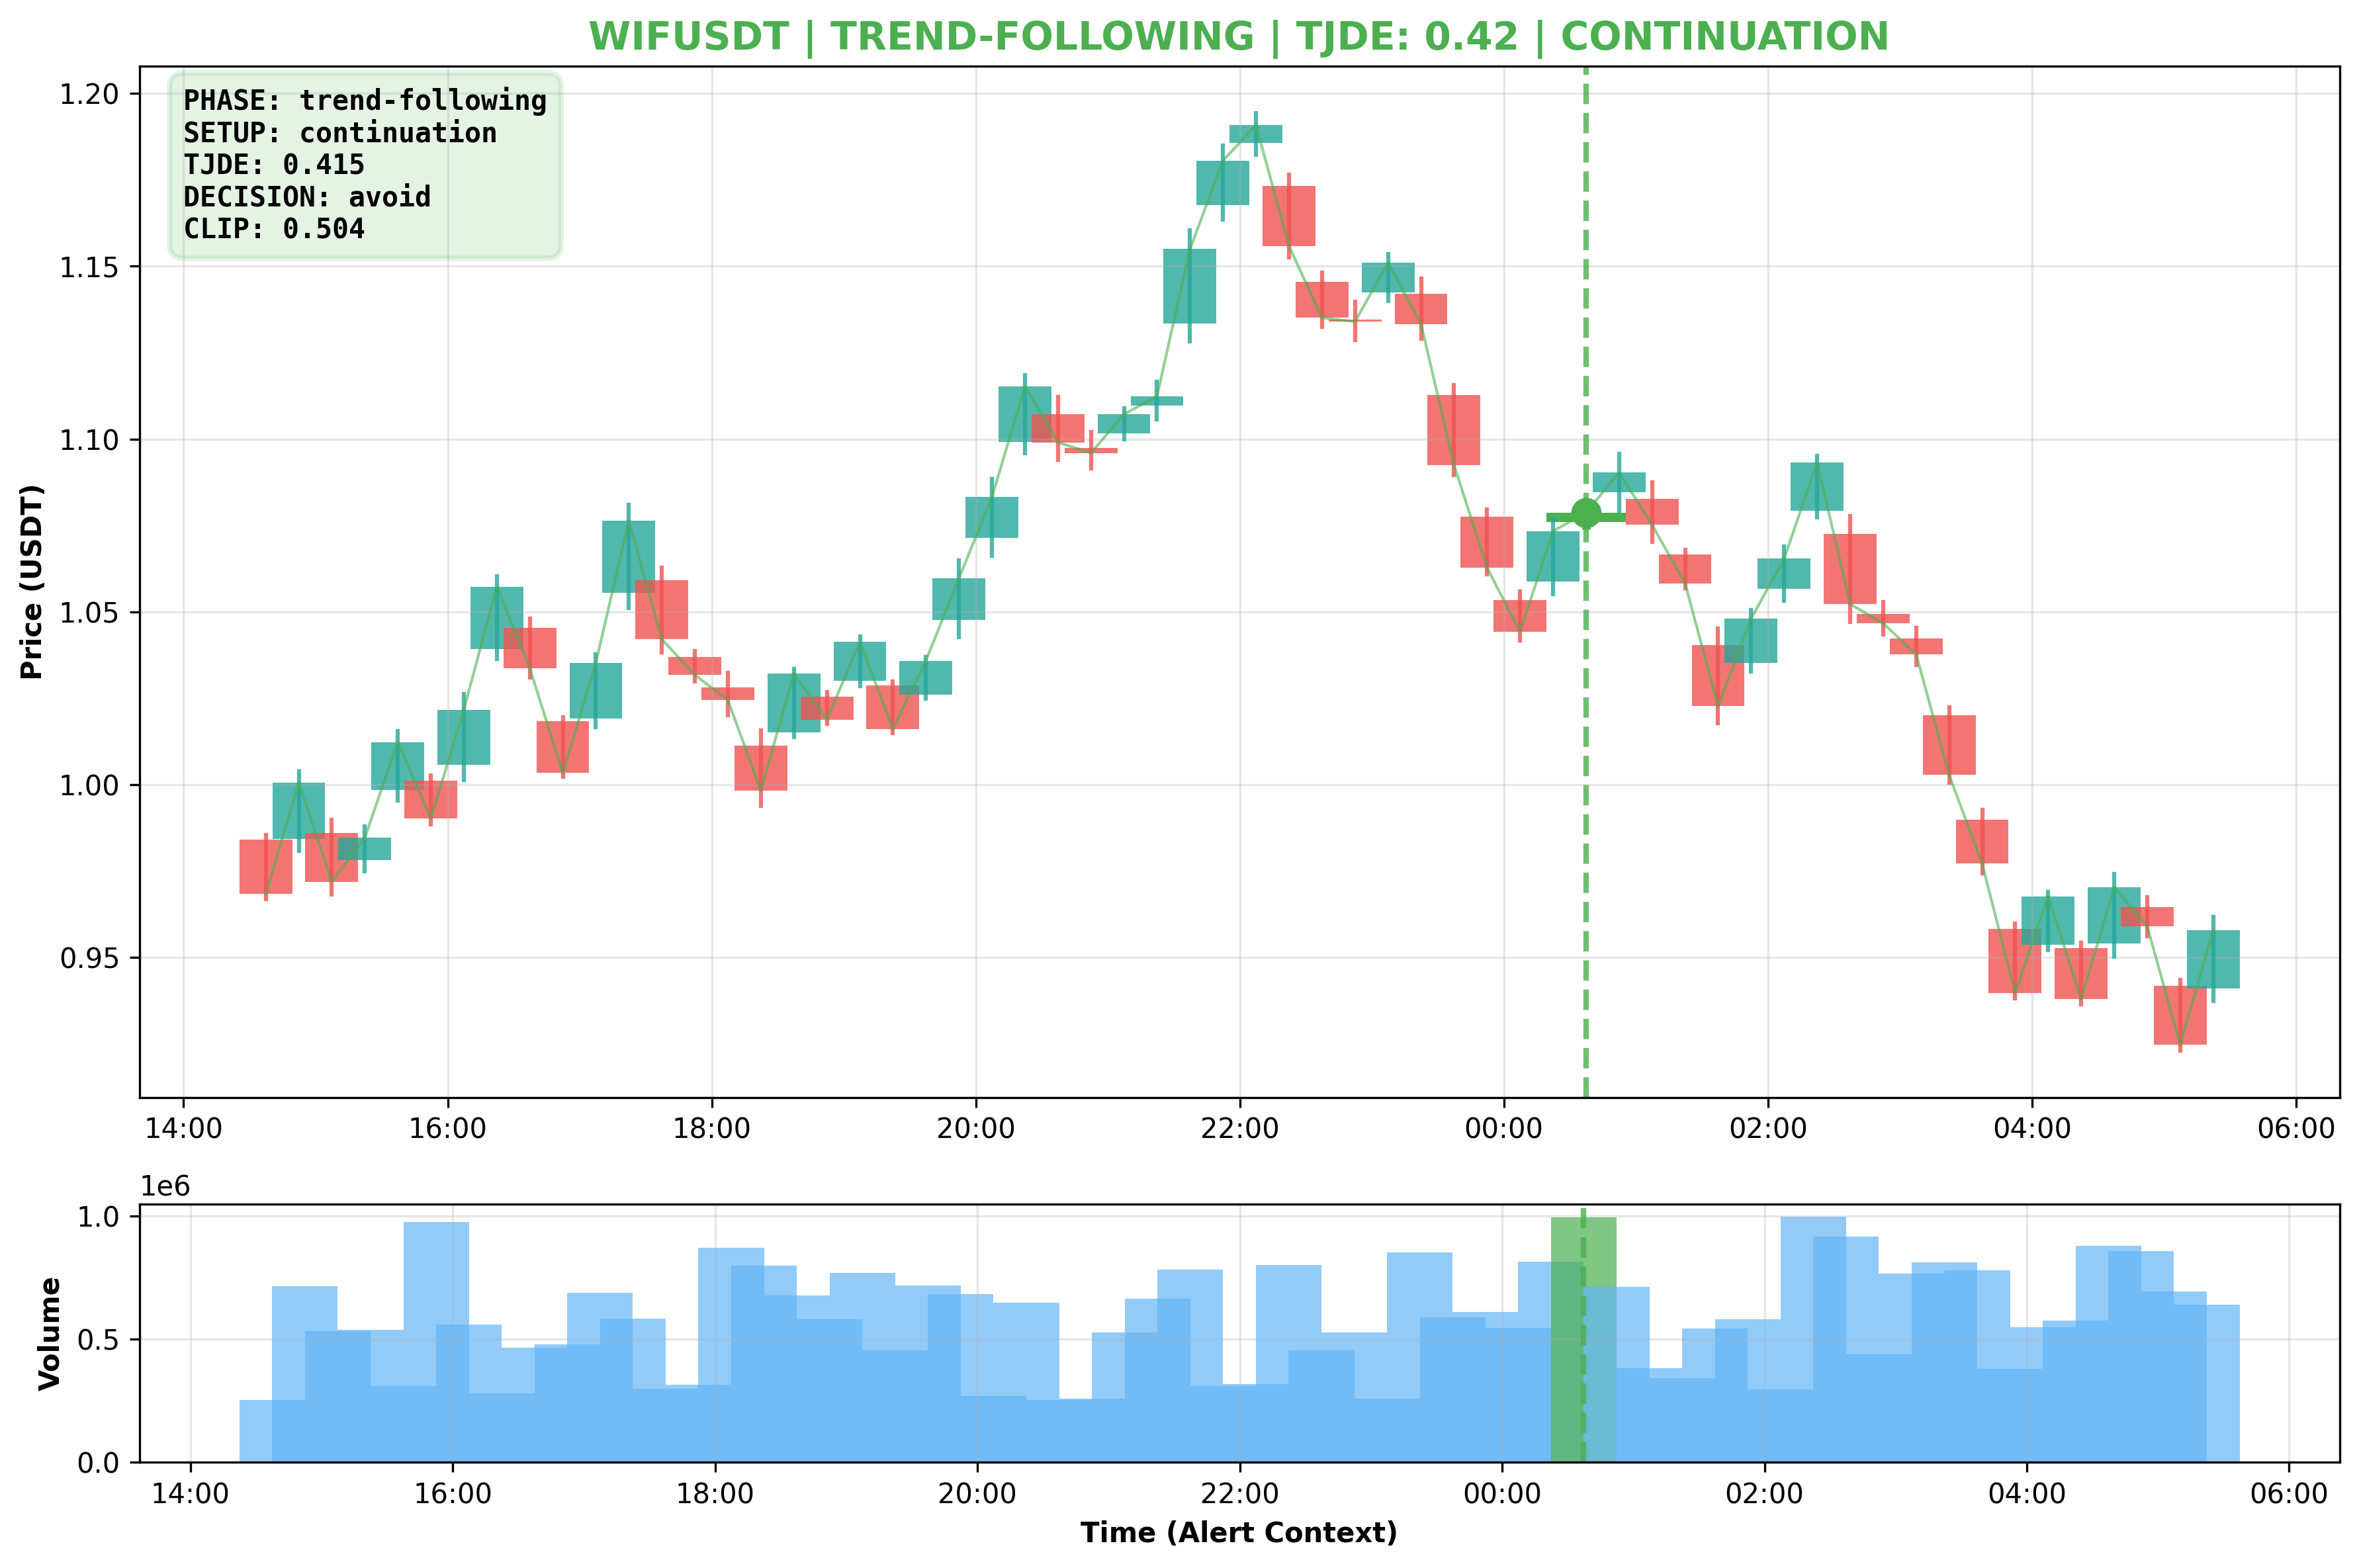 WIFUSDT | TREND-FOLLOWING | TJDE: 0.42 | CONTINUATION
PHASE: trend-following
SETUP: continuation
TJDE: 0.415
DECISION: avoid
CLIP: 0.504
Price (USDT)
1.20
1.15
1.10
1.05
1.00
0.95
14:00 16:00 18:00 20:00 22:00 00:00 02:00 04:00 06:00
1e6
Volume
1.0
0.5
0.0
14:00 16:00 18:00 20:00 22:00 00:00 02:00 04:00 06:00
Time (Alert Context)